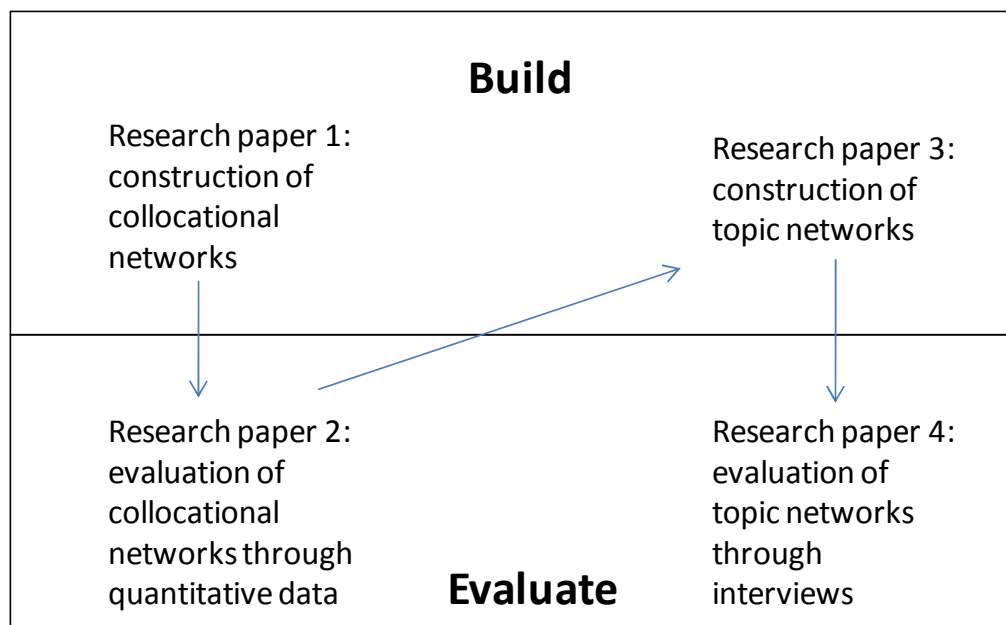 Build
Research paper 1:
construction of
collocational
networks
Research paper 3:
construction of
topic networks
Research paper 2:
evaluation of
collocational
networks through
quantitative data
Research paper 4:
evaluation of
topic networks
through
interviews
Evaluate